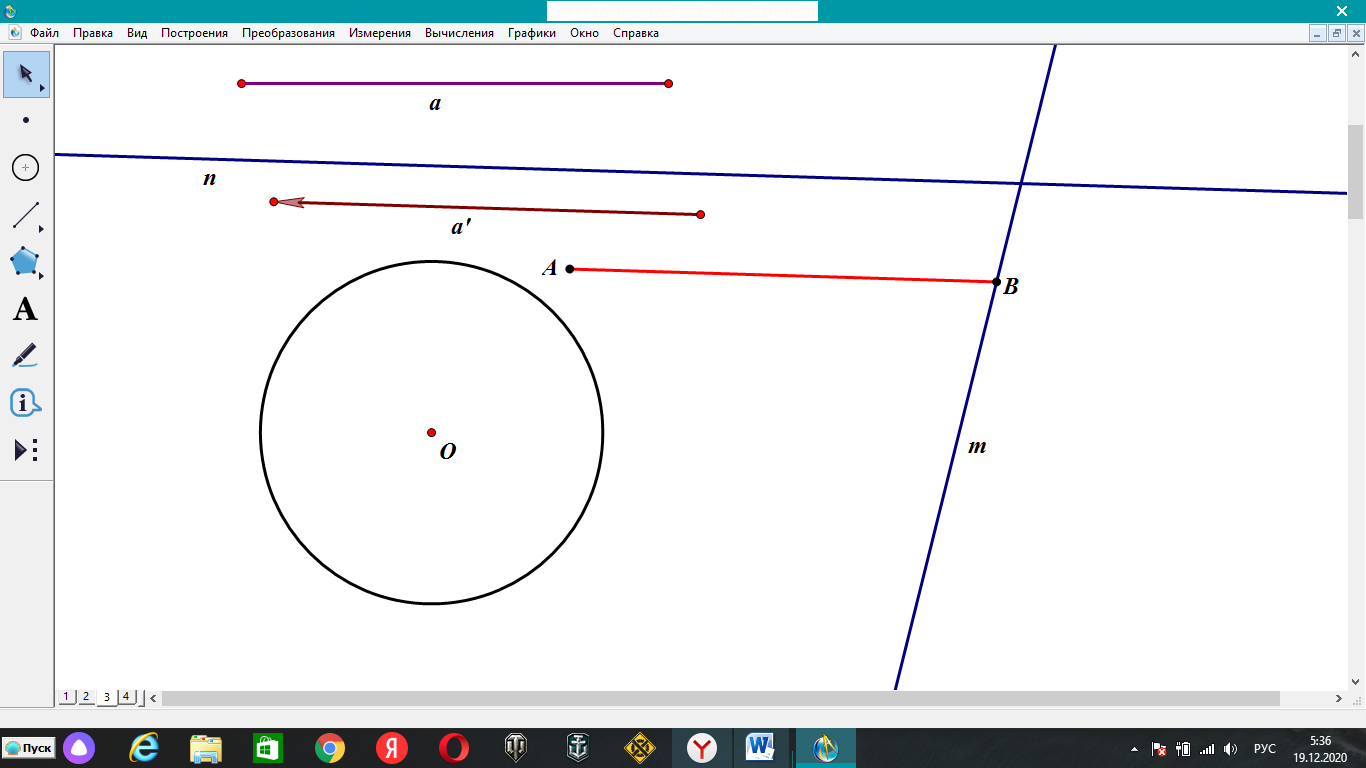 Файл Правка Вид Построения Преобразования Измерения Вычисления Графики Окно Справка
a
n
a'
A
B
m
O
A
1 2 3 4
Пуск
Я
Y
W
РУС
5:36
19.12.2020